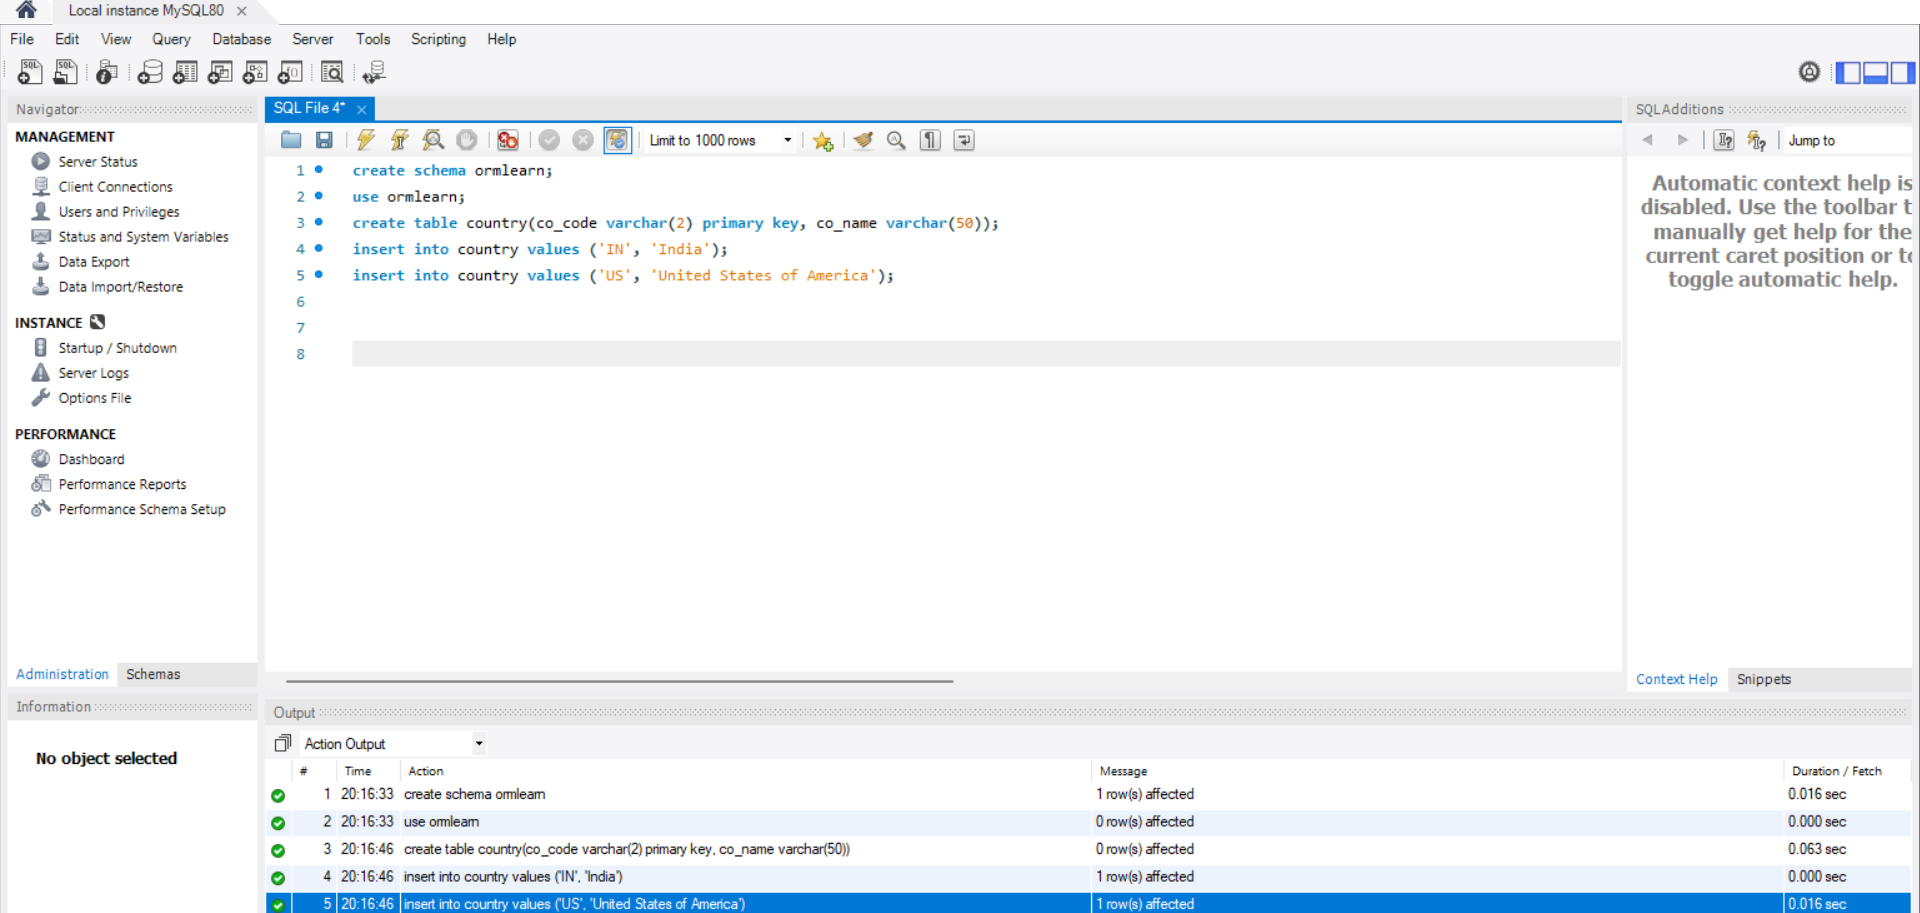 Local instance MySQL80
File Edit View Query Database Server Tools Scripting Help
Navigator
MANAGEMENT
Server Status
Client Connections
Users and Privileges
Status and System Variables
Data Export
Data Import/Restore
INSTANCE
Startup / Shutdown
Server Logs
Options File
PERFORMANCE
Dashboard
Performance Reports
Performance Schema Setup
Administration Schemas
Information
No object selected
SQL File 4*
Limit to 1000 rows
1 create schema ormlearn;
2 use ormlearn;
3 create table country(co_code varchar(2) primary key, co_name varchar(50));
4 insert into country values ('IN', 'India');
5 insert into country values ('US', 'United States of America');
6
7
8
SQLAdditions
Jump to
Automatic context help is
disabled. Use the toolbar t
manually get help for the
current caret position or to
toggle automatic help.
Context Help Snippets
Output
Action Output
# Time Action Message Duration / Fetch
1 20:16:33 create schema ormlearn 1 row(s) affected 0.016 sec
2 20:16:33 use ormlearn 0 row(s) affected 0.000 sec
3 20:16:46 create table country(co_code varchar(2) primary key, co_name varchar(50)) 0 row(s) affected 0.063 sec
4 20:16:46 insert into country values ('IN', 'India') 1 row(s) affected 0.000 sec
5 20:16:46 insert into country values ('US', 'United States of America') 1 row(s) affected 0.016 sec